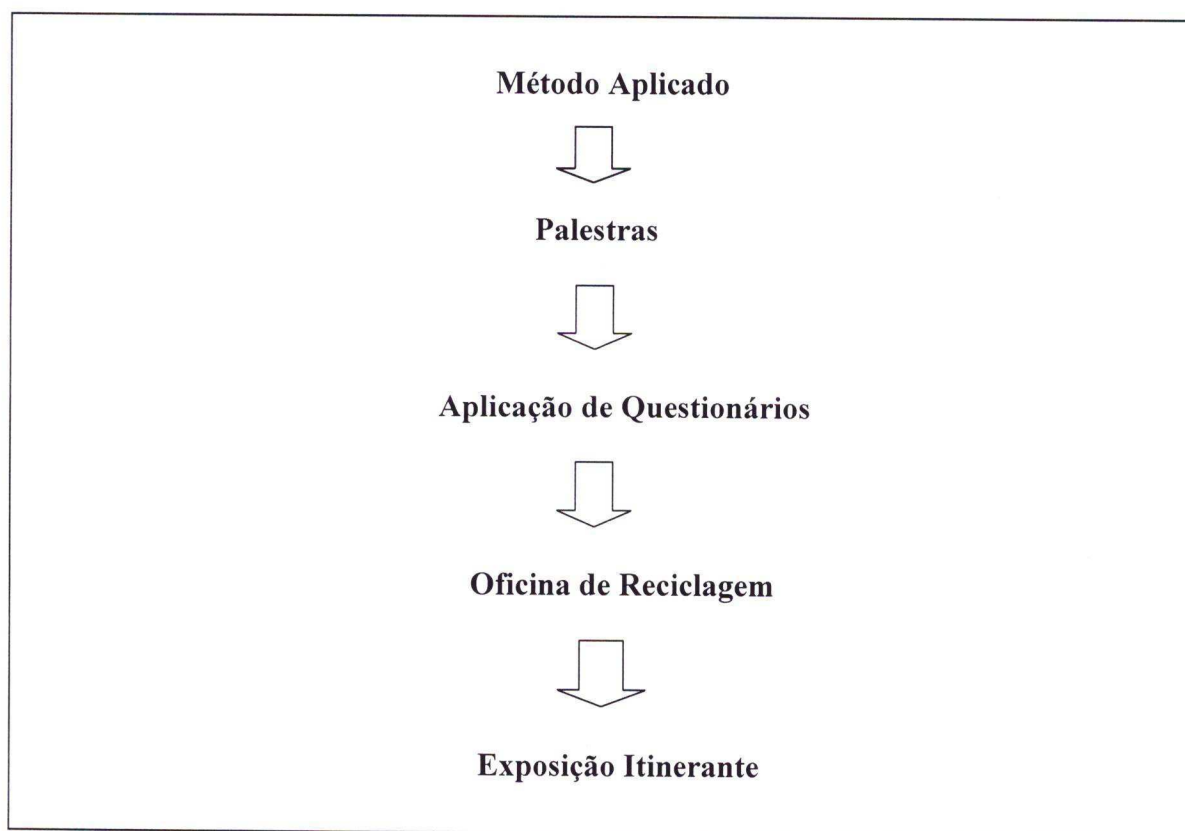 Método Aplicado
Palestras
Aplicação de Questionários
Oficina de Reciclagem
Exposição Itinerante